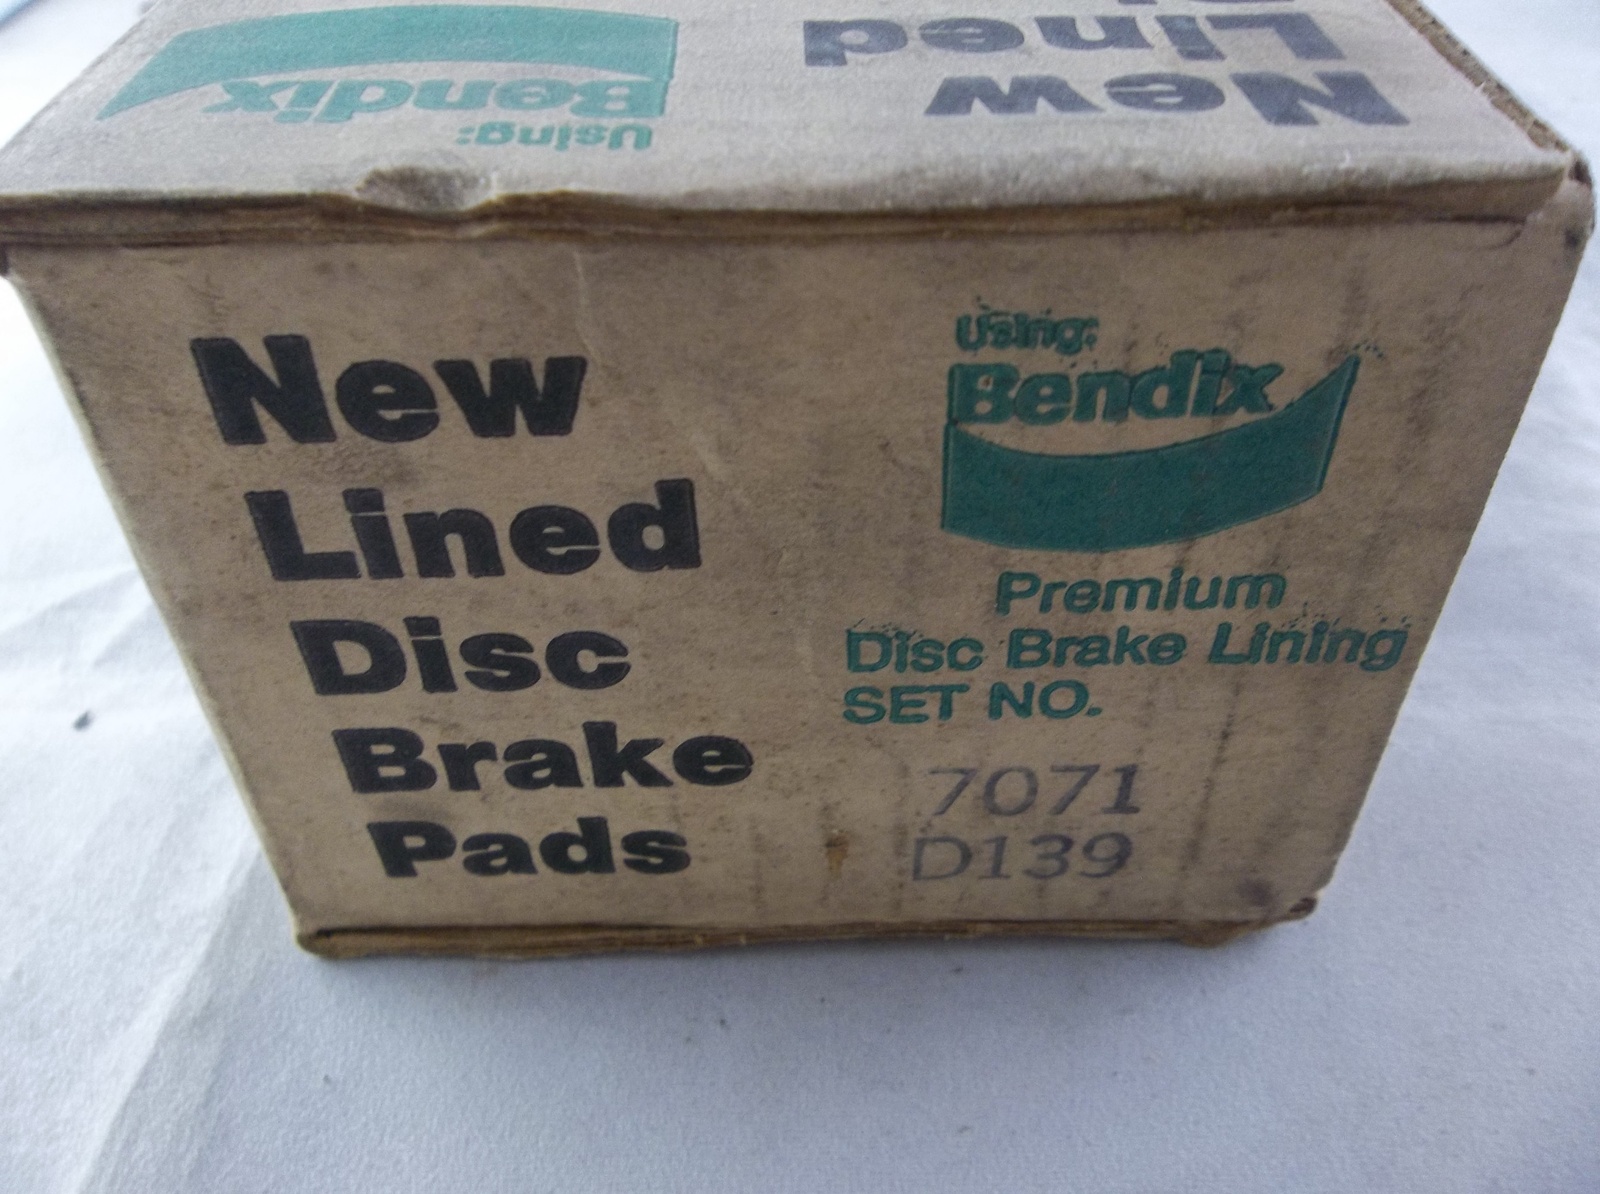 New
Lined
Using:
Bendix
New
Lined
Disc
Brake
Pads
Using:
Bendix
Premium
Disc Brake Lining
SET NO.
7071
D139